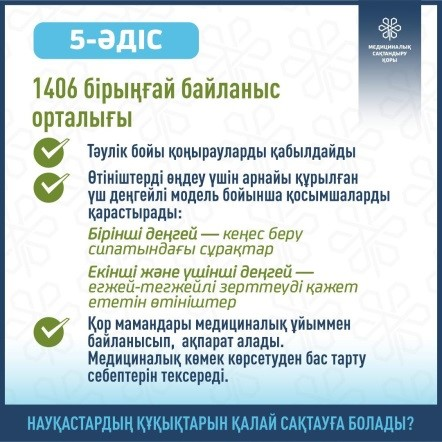 5-ӘДІС
МЕДИЦИНАЛЫҚ
САҚТАНДЫРУ
ҚОРЫ
1406 бірыңғай байланыс
орталығы
Тәулік бойы қоңырауларды қабылдайды
Өтініштерді өңдеу үшін арнайы құрылған
үш деңгейлі модель бойынша қосымшаларды
қарастырады:
Бірінші деңгей — кеңес беру
сипатындағы сұрақтар
Екінші және үшінші деңгей —
егжей-тегжейлі зерттеуді қажет
ететін өтініштер
Қор мамандары медициналық ұйыммен
байланысып, ақпарат алады.
Медициналық көмек көрсетуден бас тарту
себептерін тексереді.
НАУҚАСТАРДЫҢ ҚҰҚЫҚТАРЫН ҚАЛАЙ САҚТАУҒА БОЛАДЫ?